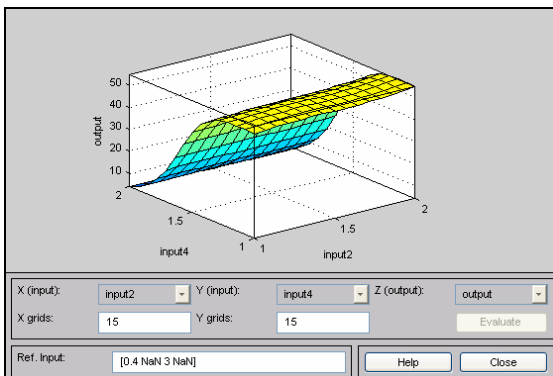 50
40
30
20
10
output
2
1.5
1
input4
1
1.5
2
input2
X (input): input2 Y (input): input4 Z (output): output
X grids: 15 Y grids: 15 Evaluate
Ref. Input: [0.4 NaN 3 NaN] Help Close